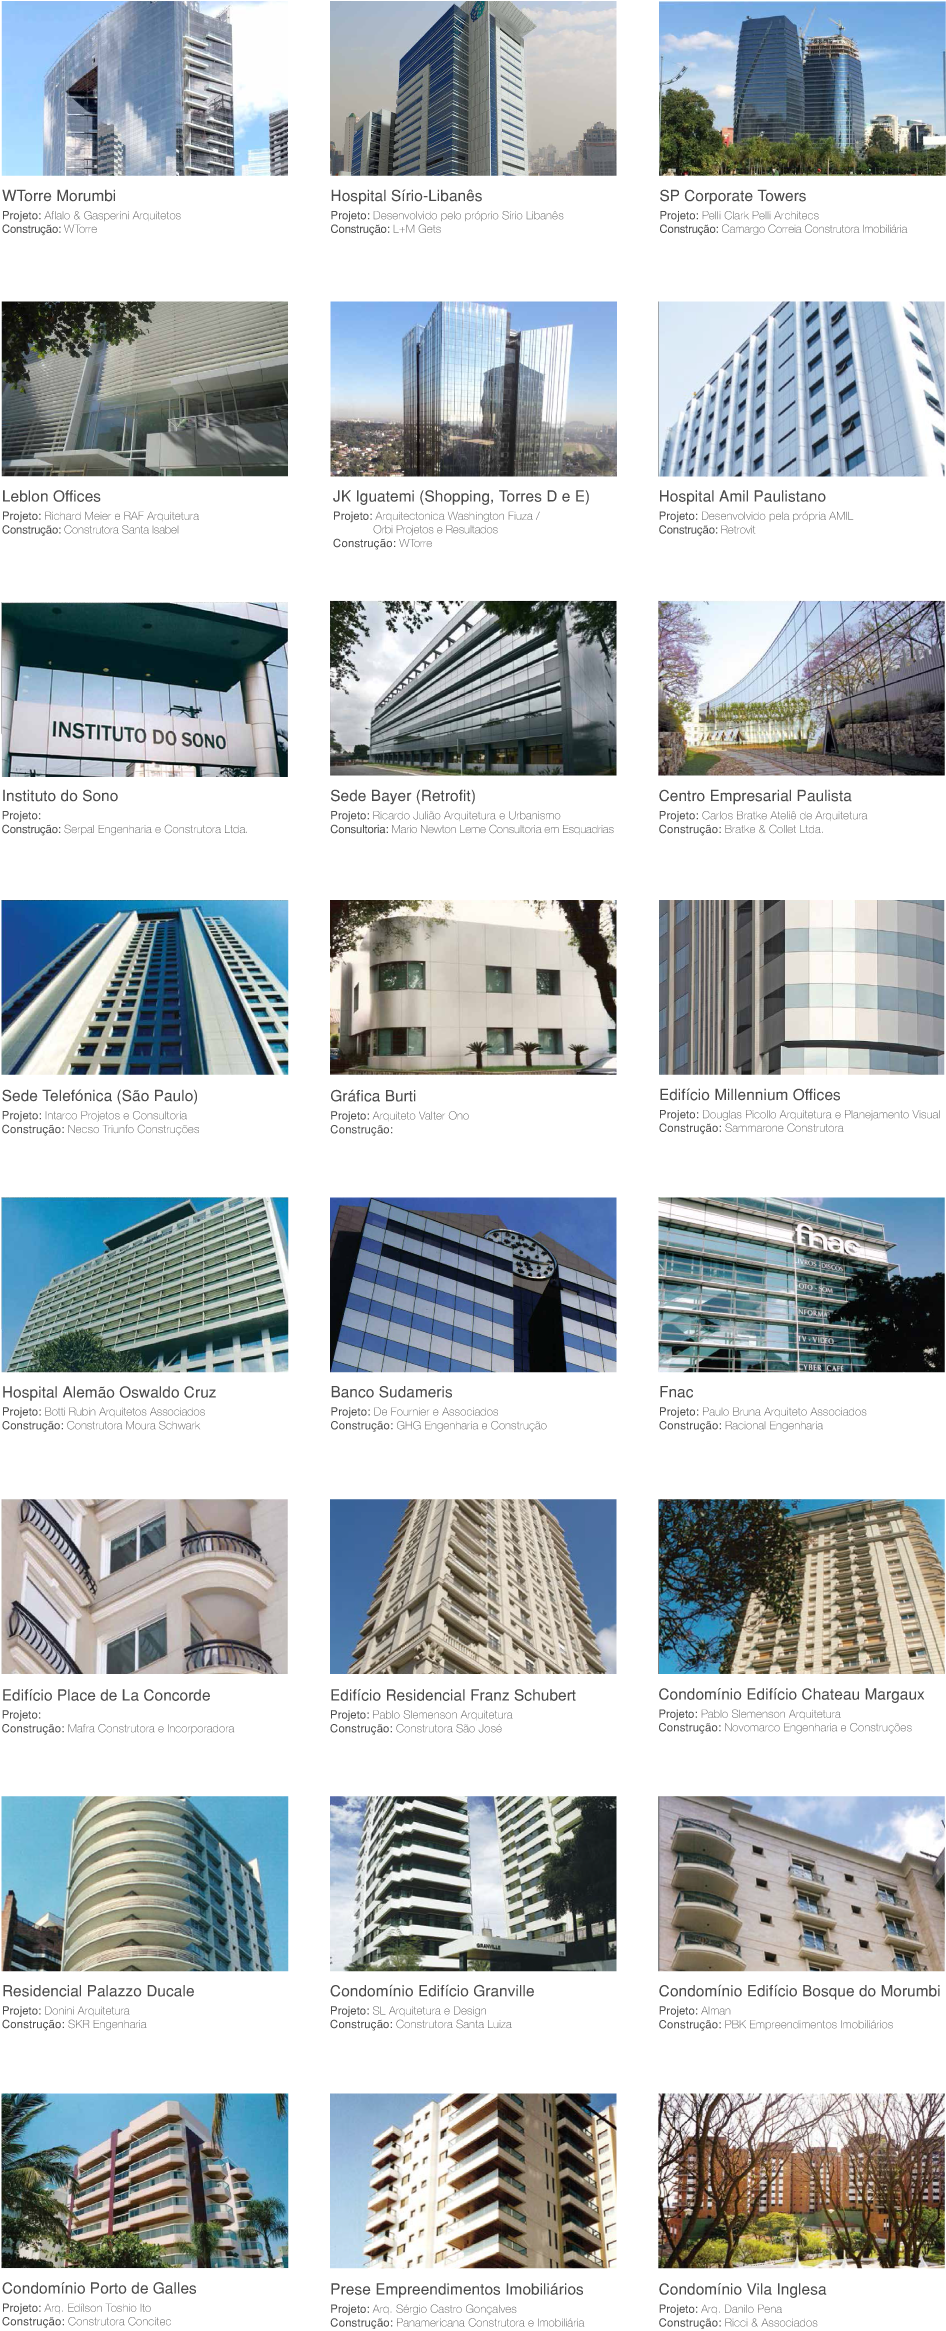 WTorre Morumbi
Projeto: Aflalo & Gasperini Arquitetos
Construção: WTorre
Hospital Sírio-Libanês
Projeto: Desenvolvido pelo próprio Sírio Libanês
Construção: L+M Gets
SP Corporate Towers
Projeto: Pelli Clark Pelli Architecs
Construção: Camargo Correia Construtora Imobiliária
Leblon Offices
Projeto: Richard Meier e RAF Arquitetura
Construção: Construtora Santa Isabel
JK Iguatemi (Shopping, Torres D e E)
Projeto: Arquitectonica Washington Fiuza /
Orbi Projetos e Resultados
Construção: WTorre
Hospital Amil Paulistano
Projeto: Desenvolvido pela própria AMIL
Construção: Retrovit
INSTITUTO DO SONO
Instituto do Sono
Projeto:
Construção: Serpal Engenharia e Construtora Ltda.
Sede Bayer (Retrofit)
Projeto: Ricardo Julião Arquitetura e Urbanismo
Consultoria: Mario Newton Leme Consultoria em Esquadrias
Centro Empresarial Paulista
Projeto: Carlos Bratke Ateliê de Arquitetura
Construção: Bratke & Collet Ltda.
Sede Telefónica (São Paulo)
Projeto: Intarco Projetos e Consultoria
Construção: Necso Triunfo Construções
Gráfica Burti
Projeto: Arquiteto Valter Ono
Construção:
Edifício Millennium Offices
Projeto: Douglas Picollo Arquitetura e Planejamento Visual
Construção: Sammarone Construtora
Hospital Alemão Oswaldo Cruz
Projeto: Botti Rubin Arquitetos Associados
Construção: Construtora Moura Schwark
Banco Sudameris
Projeto: De Fournier e Associados
Construção: GHG Engenharia e Construção
fnac
LIVROS - DISCOS
FOTO - SOM
INFORMA
TV - VIDEO
CYBER CAFE
Fnac
Projeto: Paulo Bruna Arquiteto Associados
Construção: Racional Engenharia
Edifício Place de La Concorde
Projeto:
Construção: Mafra Construtora e Incorporadora
Edifício Residencial Franz Schubert
Projeto: Pablo Slemenson Arquitetura
Construção: Construtora São José
Condomínio Edifício Chateau Margaux
Projeto: Pablo Slemenson Arquitetura
Construção: Novomarco Engenharia e Construções
Residencial Palazzo Ducale
Projeto: Donini Arquitetura
Construção: SKR Engenharia
GRANVILLE
Condomínio Edifício Granville
Projeto: SL Arquitetura e Design
Construção: Construtora Santa Luiza
Condomínio Edifício Bosque do Morumbi
Projeto: Alman
Construção: PBK Empreendimentos Imobiliários
Condomínio Porto de Galles
Projeto: Arq. Edilson Toshio Ito
Construção: Construtora Concitec
Prese Empreendimentos Imobiliários
Projeto: Arq. Sérgio Castro Gonçalves
Construção: Panamericana Construtora e Imobiliária
Condomínio Vila Inglesa
Projeto: Arq. Danilo Pena
Construção: Ricci & Associados